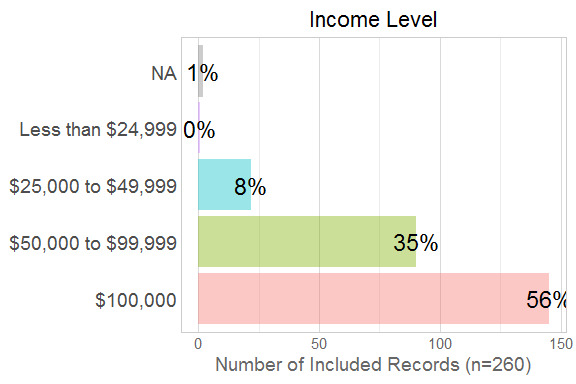 Income Level
NA 1%
Less than $24,999 0%
$25,000 to $49,999 8%
$50,000 to $99,999 35%
$100,000 56%
0 50 100 150
Number of Included Records (n=260)